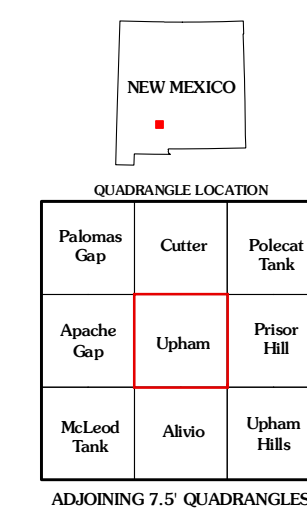 NEW MEXICO
QUADRANGLE LOCATION
Palomas
Gap
Cutter
Polecat
Tank
Apache
Gap
Upham
Prisor
Hill
McLeod
Tank
Alivio
Upham
Hills
ADJOINING 7.5' QUADRANGLES